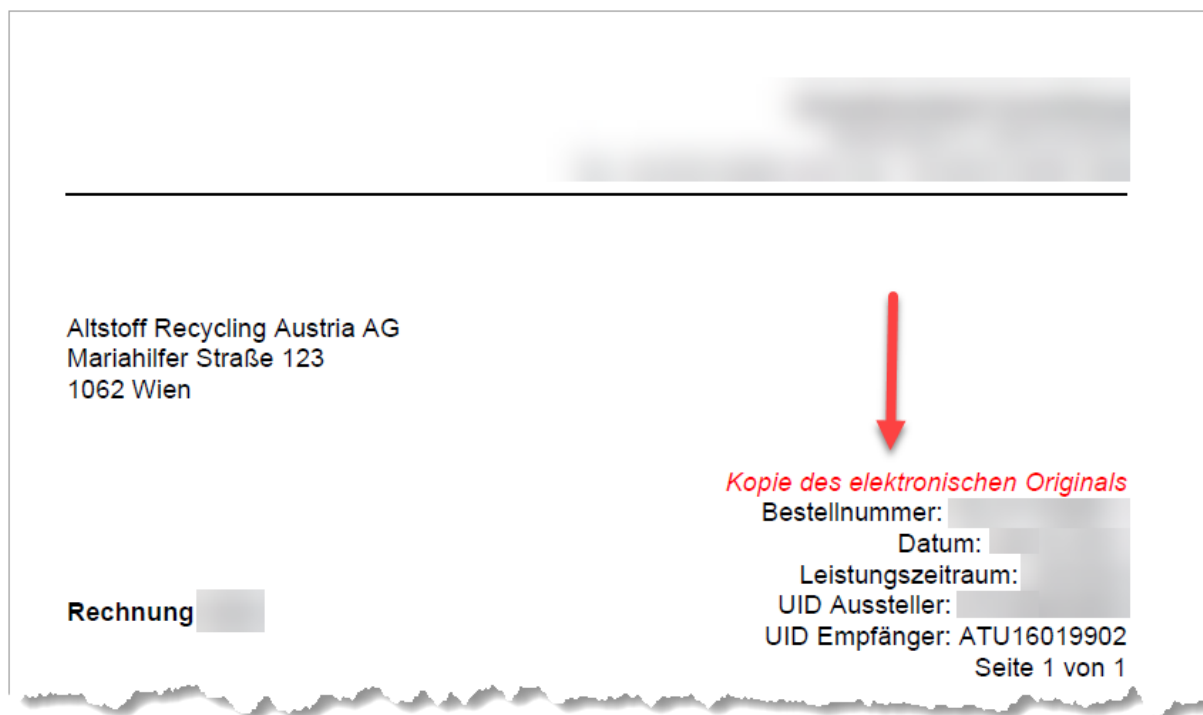 Altstoff Recycling Austria AG
Mariahilfer Straße 123
1062 Wien
Kopie des elektronischen Originals
Bestellnummer:
Datum:
Leistungszeitraum:
UID Aussteller:
Rechnung
UID Empfänger: ATU16019902
Seite 1 von 1